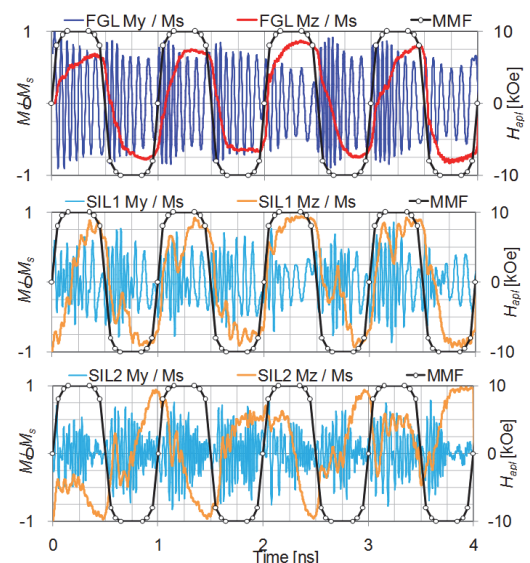 FGL My / Ms FGL Mz / Ms MMF
1 10
0 0
-1 -10
M / Ms
Hapl [kOe]
SIL1 My / Ms SIL1 Mz / Ms MMF
1 10
0 0
-1 -10
M / Ms
Hapl [kOe]
SIL2 My / Ms SIL2 Mz / Ms MMF
1 10
0 0
-1 -10
M / Ms
Hapl [kOe]
0 1 2 3 4
Time [ns]